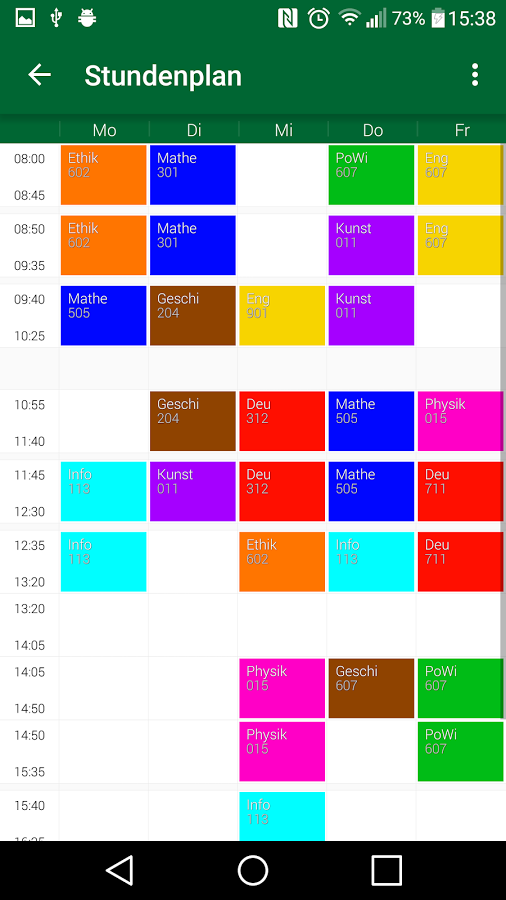 73% 15:38
Stundenplan
Mo Di Mi Do Fr
08:00 Ethik Mathe PoWi Eng
602 301 607 607
08:45
08:50 Ethik Mathe Kunst Eng
602 301 011 607
09:35
09:40 Mathe Geschi Eng Kunst
505 204 901 011
10:25
10:55 Geschi Deu Mathe Physik
204 312 505 015
11:40
11:45 Info Kunst Deu Mathe Deu
113 011 312 505 711
12:30
12:35 Info Ethik Info Deu
113 602 113 711
13:20
13:20
14:05
14:05 Physik Geschi PoWi
015 607 607
14:50
14:50 Physik PoWi
015 607
15:35
15:40 Info
113